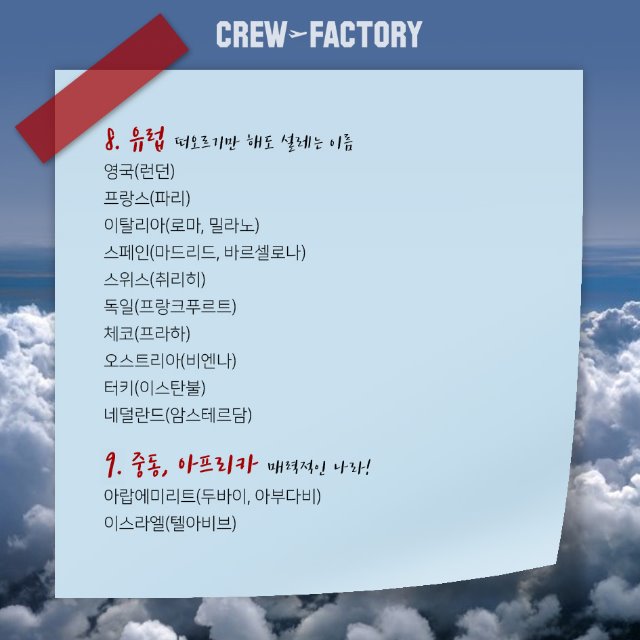 CREW FACTORY
8. 유럽 떠오르기만 해도 설레는 이름
영국(런던)
프랑스(파리)
이탈리아(로마, 밀라노)
스페인(마드리드, 바르셀로나)
스위스(취리히)
독일(프랑크푸르트)
체코(프라하)
오스트리아(비엔나)
터키(이스탄불)
네덜란드(암스테르담)
9. 중동, 아프리카 매력적인 나라!
아랍에미리트(두바이, 아부다비)
이스라엘(텔아비브)